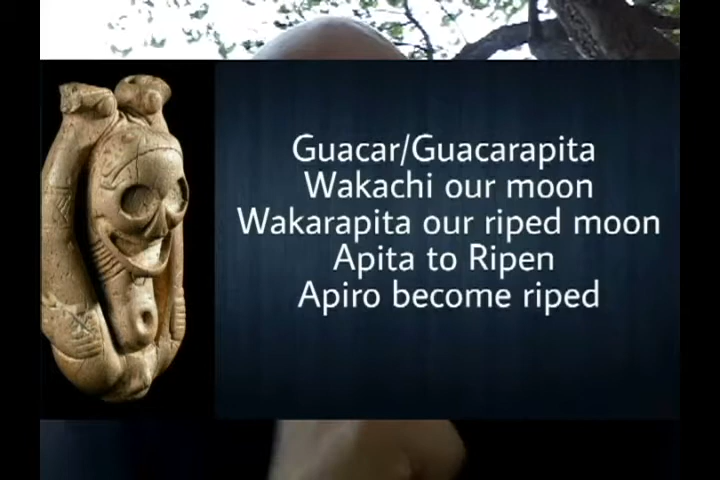 Guacar/Guacarapita
Wakachi our moon
Wakarapita our riped moon
Apita to Ripen
Apiro become riped